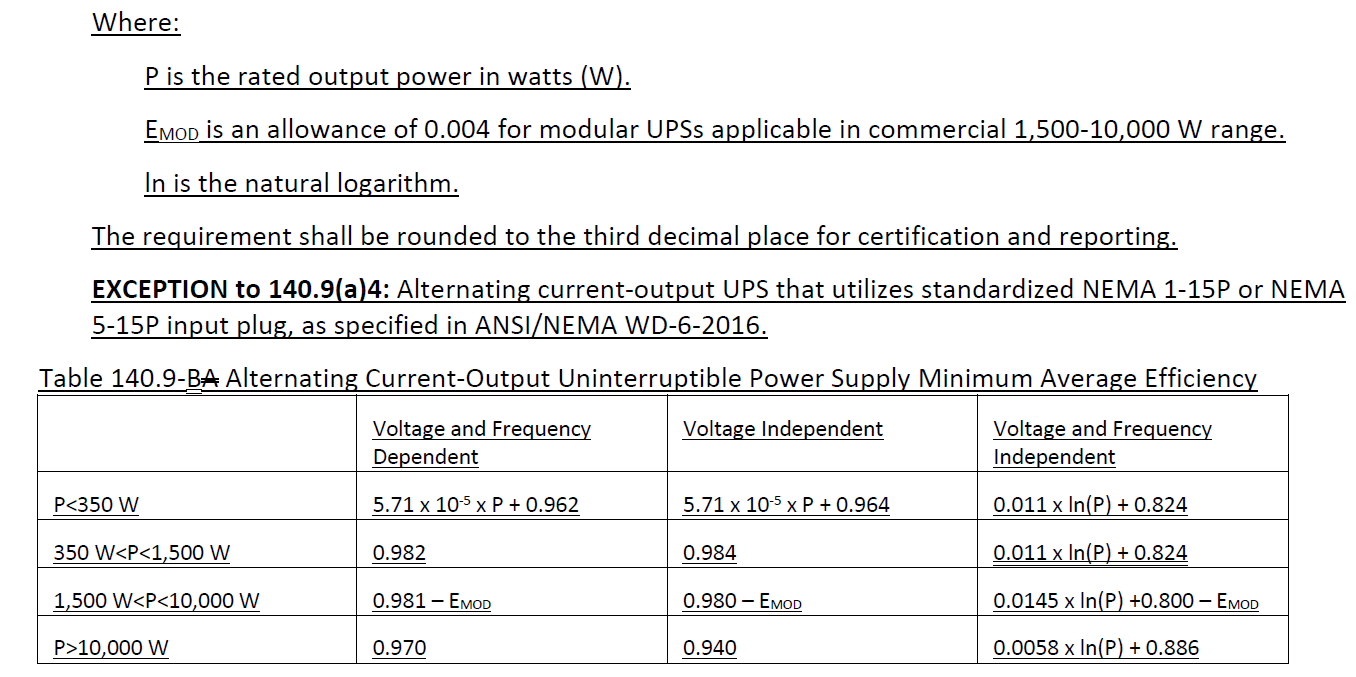 Where:
P is the rated output power in watts (W).
EMOD is an allowance of 0.004 for modular UPSs applicable in commercial 1,500-10,000 W range.
ln is the natural logarithm.
The requirement shall be rounded to the third decimal place for certification and reporting.
EXCEPTION to 140.9(a)4: Alternating current-output UPS that utilizes standardized NEMA 1-15P or NEMA
5-15P input plug, as specified in ANSI/NEMA WD-6-2016.
Table 140.9-BA Alternating Current-Output Uninterruptible Power Supply Minimum Average Efficiency
Voltage and Frequency
Dependent
Voltage Independent
Voltage and Frequency
Independent
P<350 W
5.71 x 10-5 x P + 0.962
5.71 x 10-5 x P + 0.964
0.011 x ln(P) + 0.824
350 W<P<1,500 W
0.982
0.984
0.011 x ln(P) + 0.824
1,500 W<P<10,000 W
0.981 – EMOD
0.980 – EMOD
0.0145 x ln(P) +0.800 – EMOD
P>10,000 W
0.970
0.940
0.0058 x ln(P) + 0.886